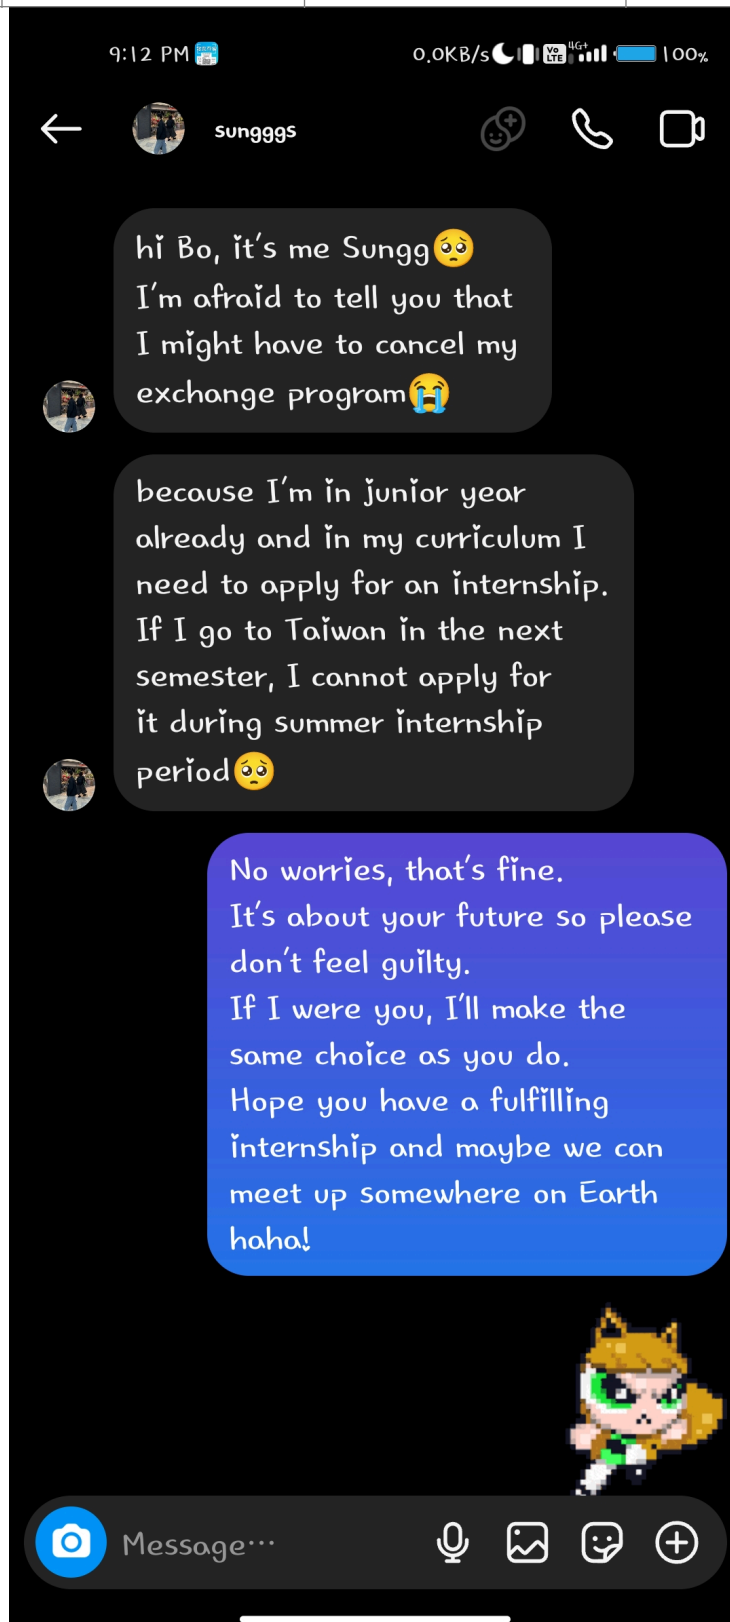 9:12 PM
0.0KB/s VoLTE 4G+ 100%
sungggs
hi Bo, it's me Sungg🥺
I'm afraid to tell you that
I might have to cancel my
exchange program😭
because I'm in junior year
already and in my curriculum I
need to apply for an internship.
If I go to Taiwan in the next
semester, I cannot apply for
it during summer internship
period🥺
No worries, that's fine.
It's about your future so please
don't feel guilty.
If I were you, I'll make the
same choice as you do.
Hope you have a fulfilling
internship and maybe we can
meet up somewhere on Earth
haha!
Message…